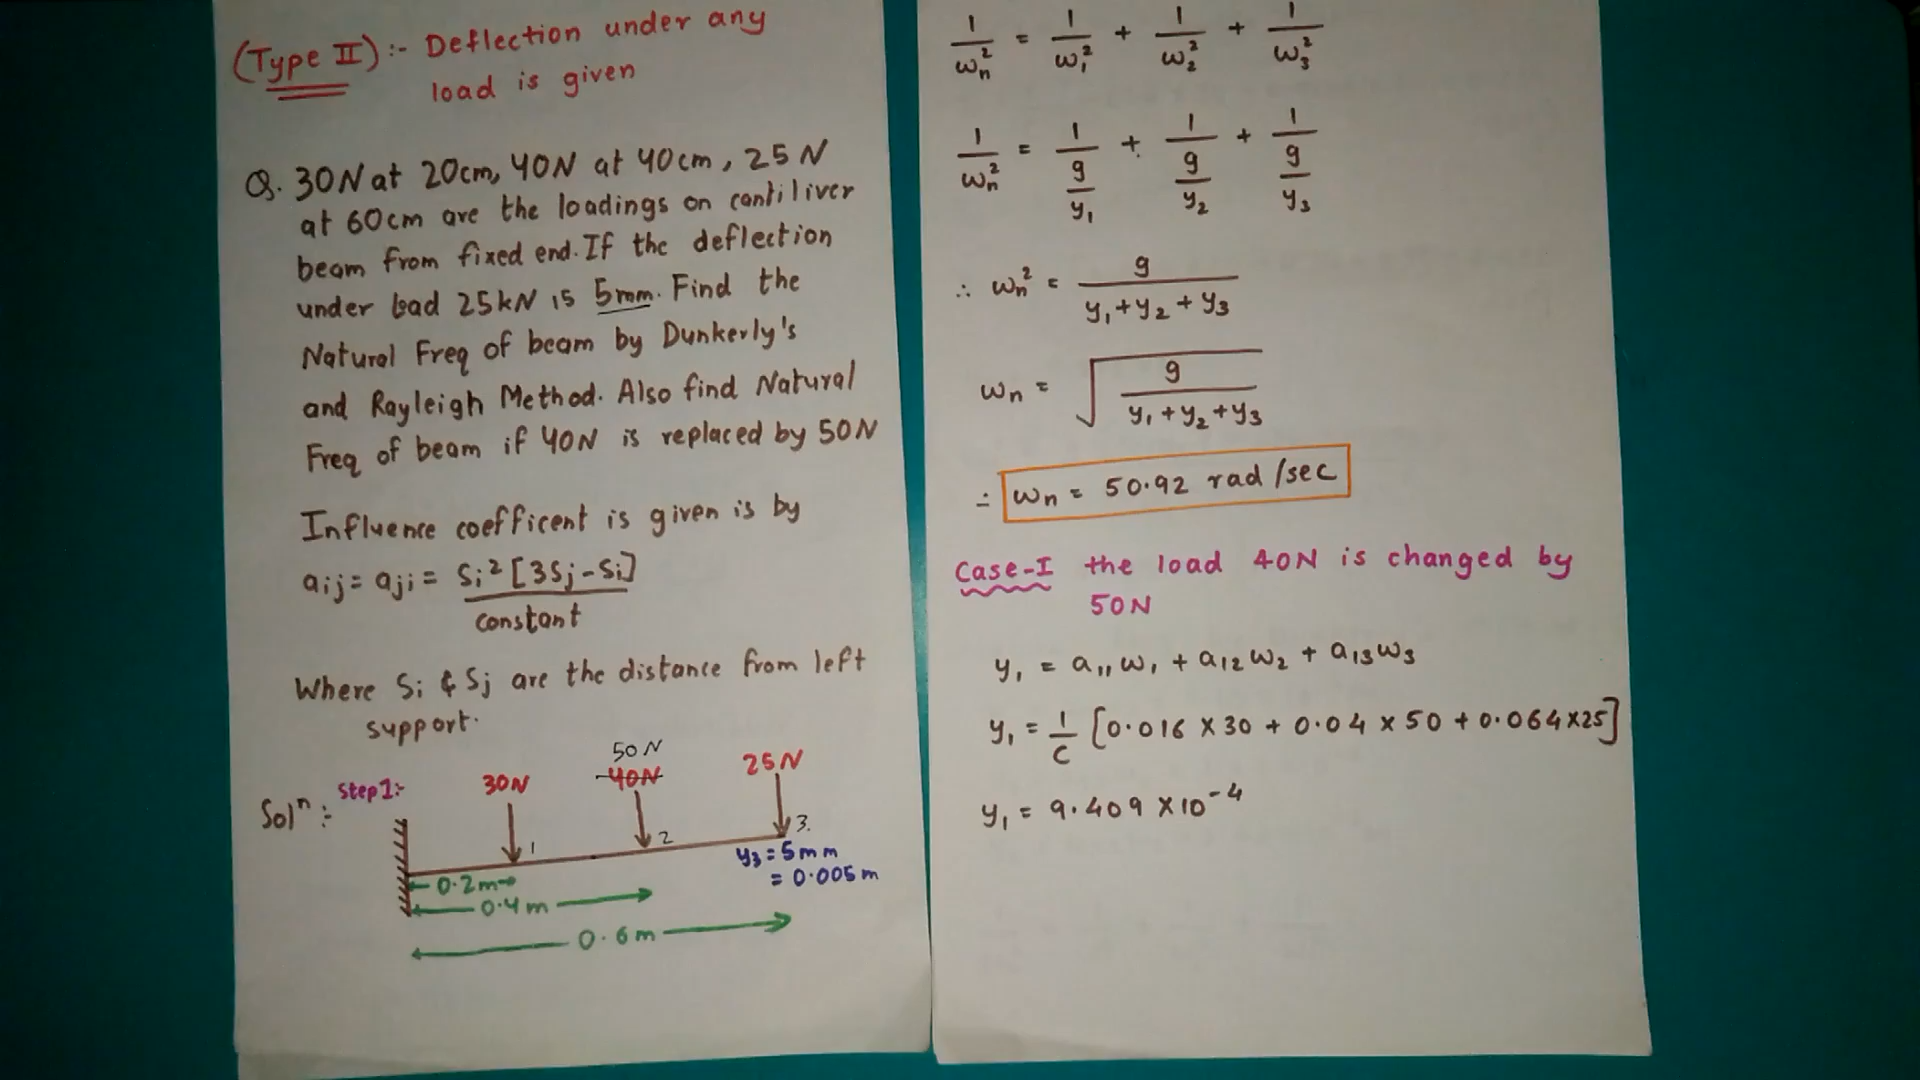 (Type II) :- Deflection under any
load is given
Q. 30N at 20cm, 40N at 40cm, 25N
at 60cm are the loadings on cantiliver
beam from fixed end. If the deflection
under load 25kN is 5mm. Find the
Natural Freq of beam by Dunkerly's
and Rayleigh Method. Also find Natural
Freq of beam if 40N is replaced by 50N
Influence coefficent is given is by
aij = aji = Si² [3Sj - Si]
constant
Where Si & Sj are the distance from left
support.
Solⁿ :- Step 1:-
30N
50N
40N
25N
1
2
3.
y₃ = 5mm
= 0.005m
0.2m
0.4m
0.6m
1/ωn² = 1/ω₁² + 1/ω₂² + 1/ω₃²
1/ωn² = 1/(g/y₁) + 1/(g/y₂) + 1/(g/y₃)
∴ ωn² = g/(y₁+y₂+y₃)
ωn = √(g/(y₁+y₂+y₃))
∴ ωn = 50.92 rad/sec
Case-I the load 40N is changed by
50N
y₁ = a₁₁ω₁ + a₁₂ω₂ + a₁₃ω₃
y₁ = 1/C [0.016 × 30 + 0.04 × 50 + 0.064×25]
y₁ = 9.409 × 10⁻⁴